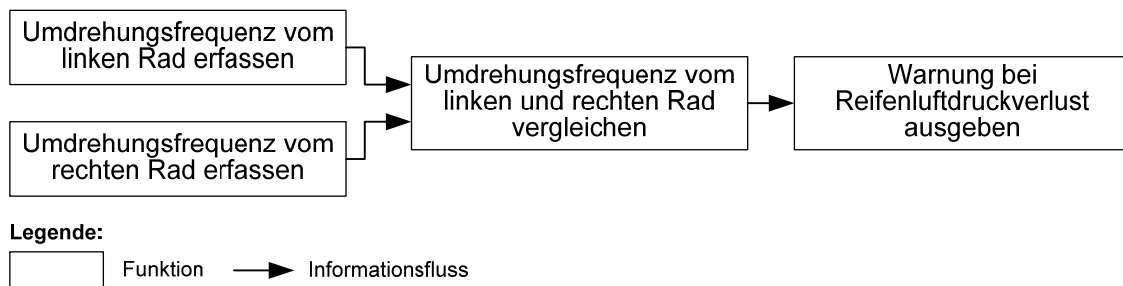 Umdrehungsfrequenz vom
linken Rad erfassen
Umdrehungsfrequenz vom
rechten Rad erfassen
Umdrehungsfrequenz vom
linken und rechten Rad
vergleichen
Warnung bei
Reifenluftdruckverlust
ausgeben
Legende:
Funktion
Informationsfluss